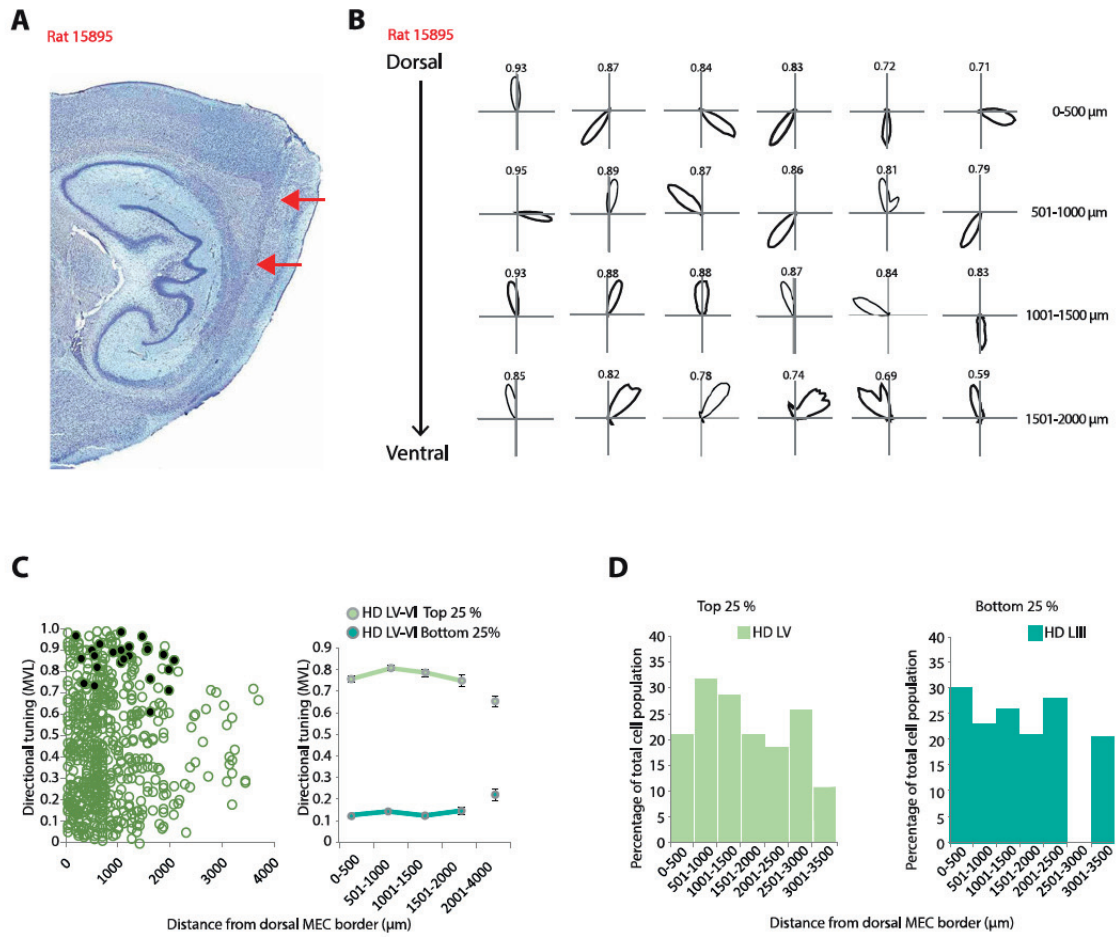 A
Rat 15895
B
Rat 15895
Dorsal
Ventral
0.93 0.87 0.84 0.83 0.72 0.71
0-500 µm
0.95 0.89 0.87 0.86 0.81 0.79
501-1000 µm
0.93 0.88 0.88 0.87 0.84 0.83
1001-1500 µm
0.85 0.82 0.78 0.74 0.69 0.59
1501-2000 µm
C
Directional tuning (MVL)
1.0
0.9
0.8
0.7
0.6
0.5
0.4
0.3
0.2
0.1
0
0 1000 2000 3000 4000
HD LV-VI Top 25 %
HD LV-VI Bottom 25%
Directional tuning (MVL)
0.9
0.8
0.7
0.6
0.5
0.4
0.3
0.2
0.1
0
0-500 501-1000 1001-1500 1501-2000 2001-4000
Distance from dorsal MEC border (µm)
D
Top 25 %
HD LV
Percentage of total cell population
40
35
30
25
20
15
10
5
0
0-500 501-1000 1001-1500 1501-2000 2001-2500 2501-3000 3001-3500
Bottom 25 %
HD LIII
Percentage of total cell population
40
35
30
25
20
15
10
5
0
0-500 501-1000 1001-1500 1501-2000 2001-2500 2501-3000 3001-3500
Distance from dorsal MEC border (µm)